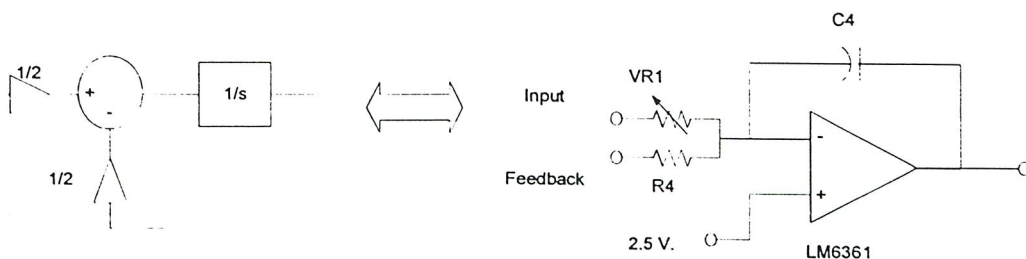 1/2
+
-
1/s
1/2
Input
Feedback
VR1
R4
2.5 V.
C4
-
+
LM6361